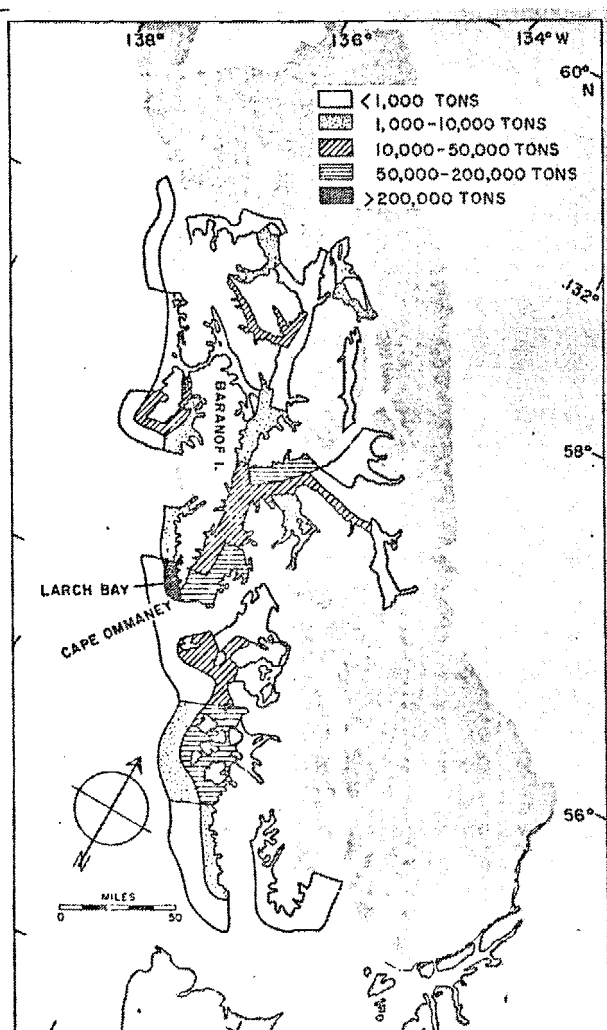 138° 136° 134° W
60°
N
<1,000 TONS
1,000-10,000 TONS
10,000-50,000 TONS
50,000-200,000 TONS
>200,000 TONS
132°
BARANOF I.
58°
LARCH BAY
CAPE OMMANEY
56°
N
MILES
0 50